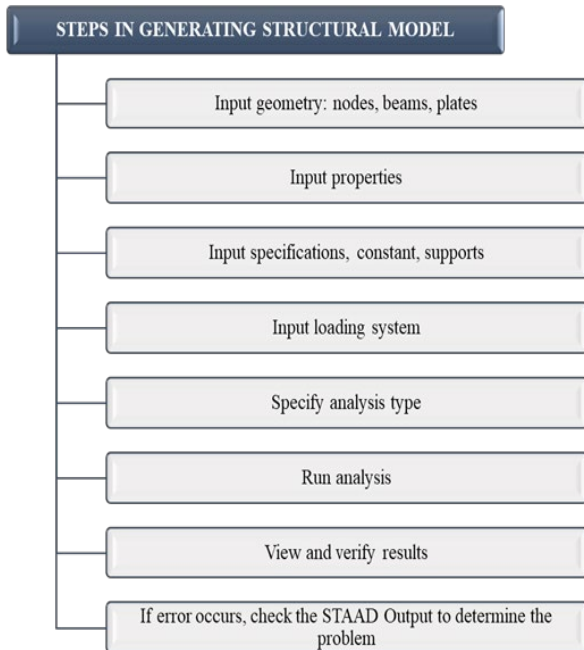 STEPS IN GENERATING STRUCTURAL MODEL
Input geometry: nodes, beams, plates
Input properties
Input specifications, constant, supports
Input loading system
Specify analysis type
Run analysis
View and verify results
If error occurs, check the STAAD Output to determine the
problem